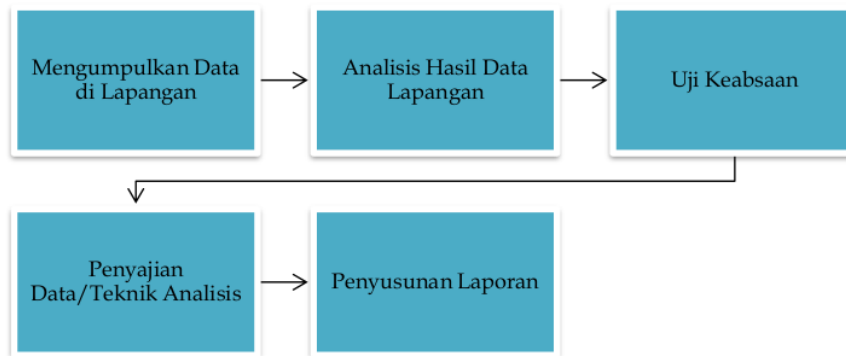 Mengumpulkan Data
di Lapangan
Analisis Hasil Data
Lapangan
Uji Keabsaan
Penyajian
Data/Teknik Analisis
Penyusunan Laporan